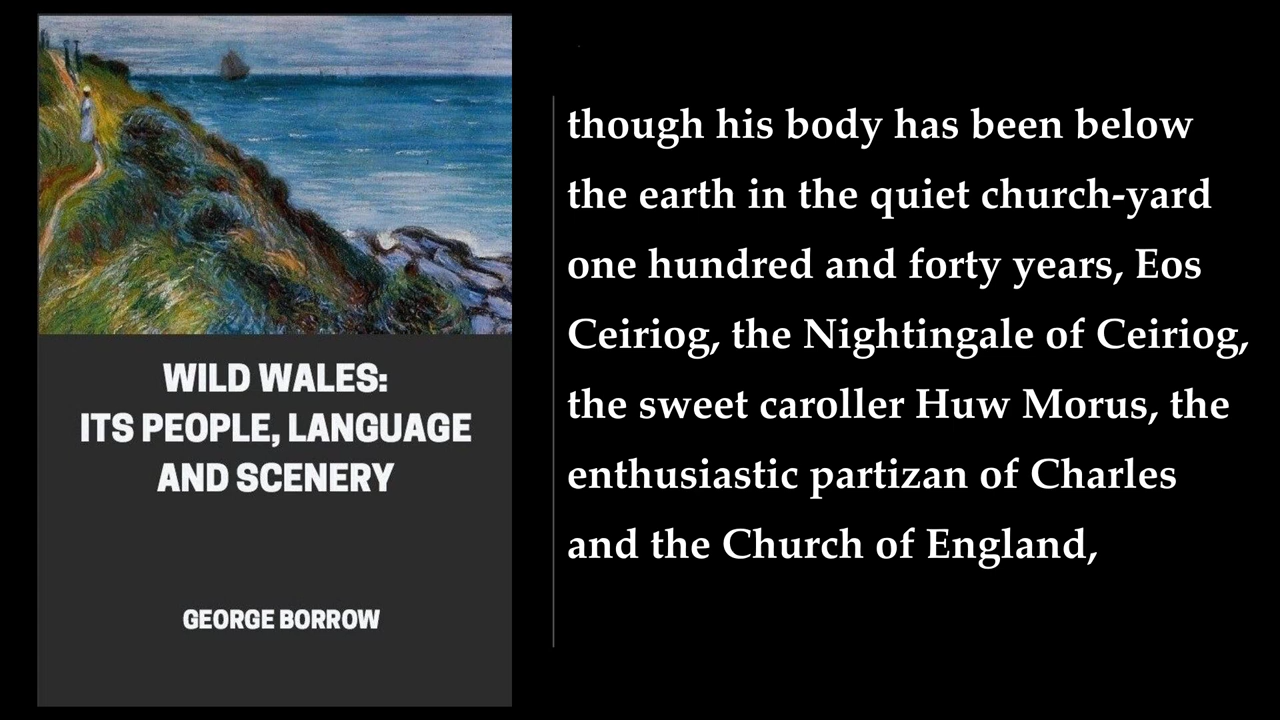 WILD WALES:
ITS PEOPLE, LANGUAGE
AND SCENERY
GEORGE BORROW
though his body has been below
the earth in the quiet church-yard
one hundred and forty years, Eos
Ceiriog, the Nightingale of Ceiriog,
the sweet caroller Huw Morus, the
enthusiastic partizan of Charles
and the Church of England,